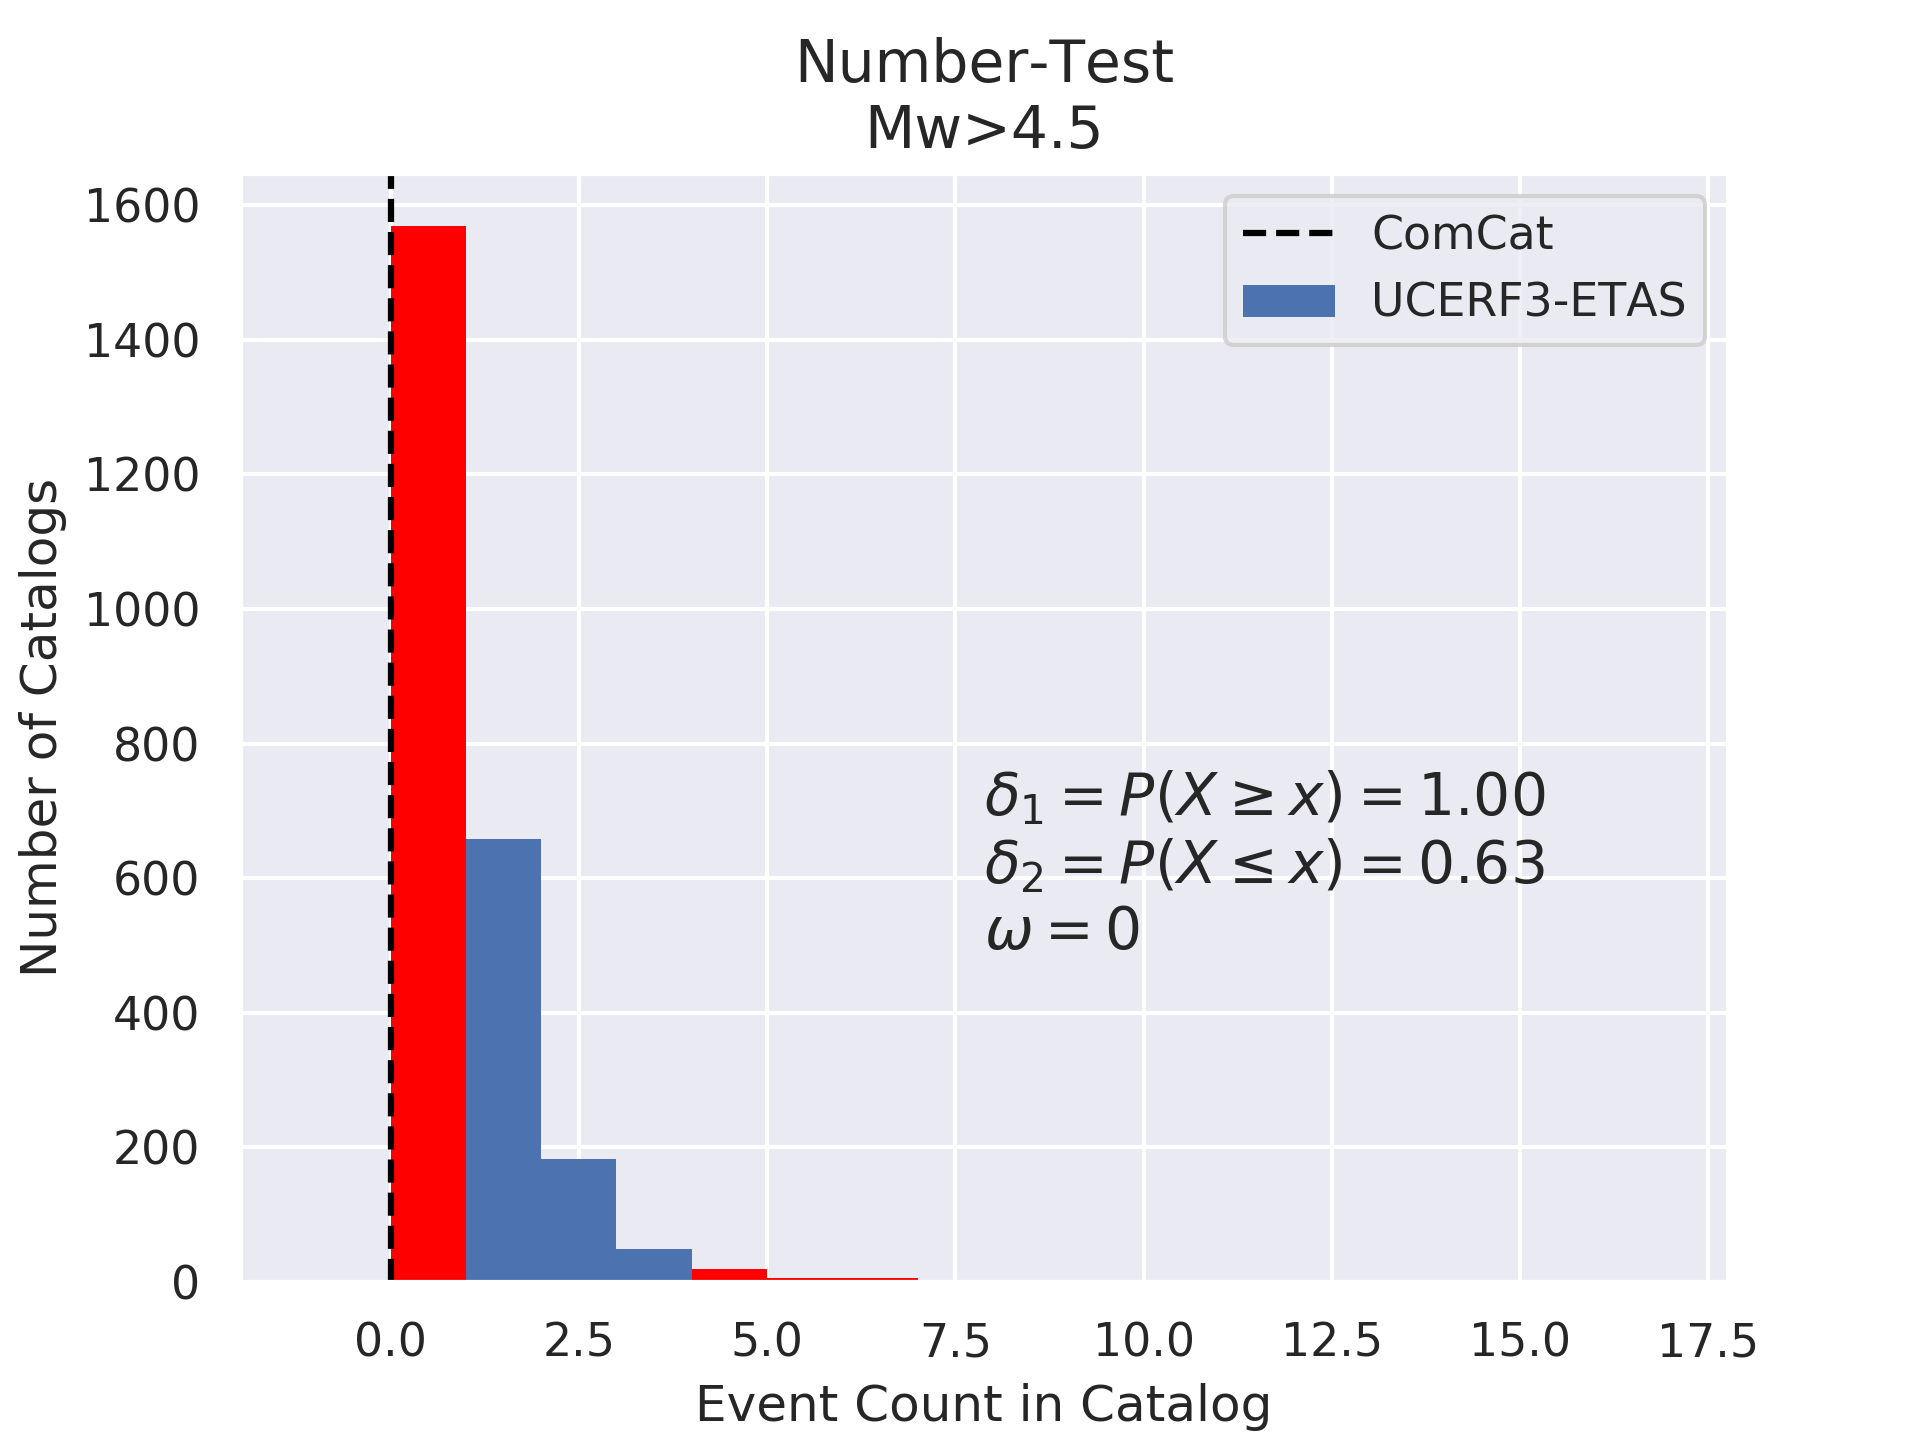 Number-Test
Mw>4.5
1600
1400
1200
1000
800
600
400
200
0
Number of Catalogs
ComCat
UCERF3-ETAS
δ₁ = P(X ≥ x) = 1.00
δ₂ = P(X ≤ x) = 0.63
ω = 0
0.0 2.5 5.0 7.5 10.0 12.5 15.0 17.5
Event Count in Catalog